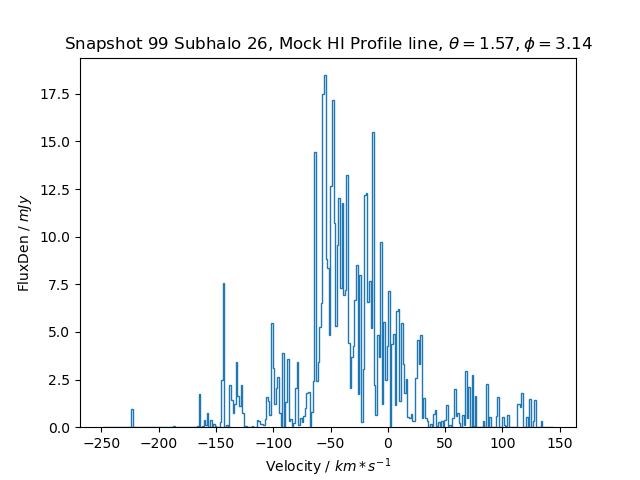 Snapshot 99 Subhalo 26, Mock HI Profile line, θ = 1.57, ϕ = 3.14
17.5
15.0
12.5
10.0
7.5
5.0
2.5
0.0
FluxDen / mJy
−250 −200 −150 −100 −50 0 50 100 150
Velocity / km * s⁻¹